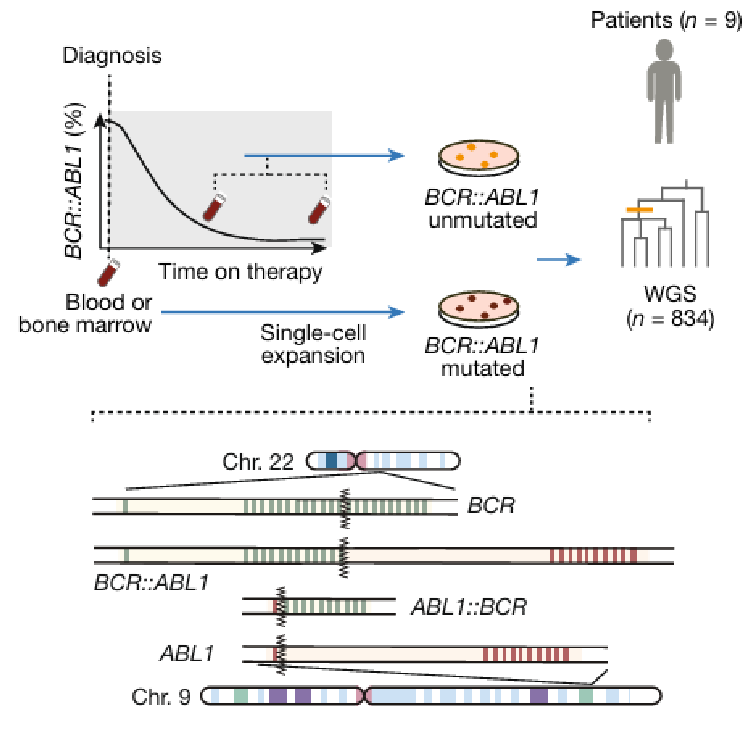 Patients (n = 9)
Diagnosis
BCR::ABL1 (%)
BCR::ABL1
unmutated
Time on therapy
Blood or
bone marrow
Single-cell
expansion
BCR::ABL1
mutated
WGS
(n = 834)
Chr. 22
BCR
BCR::ABL1
ABL1::BCR
ABL1
Chr. 9